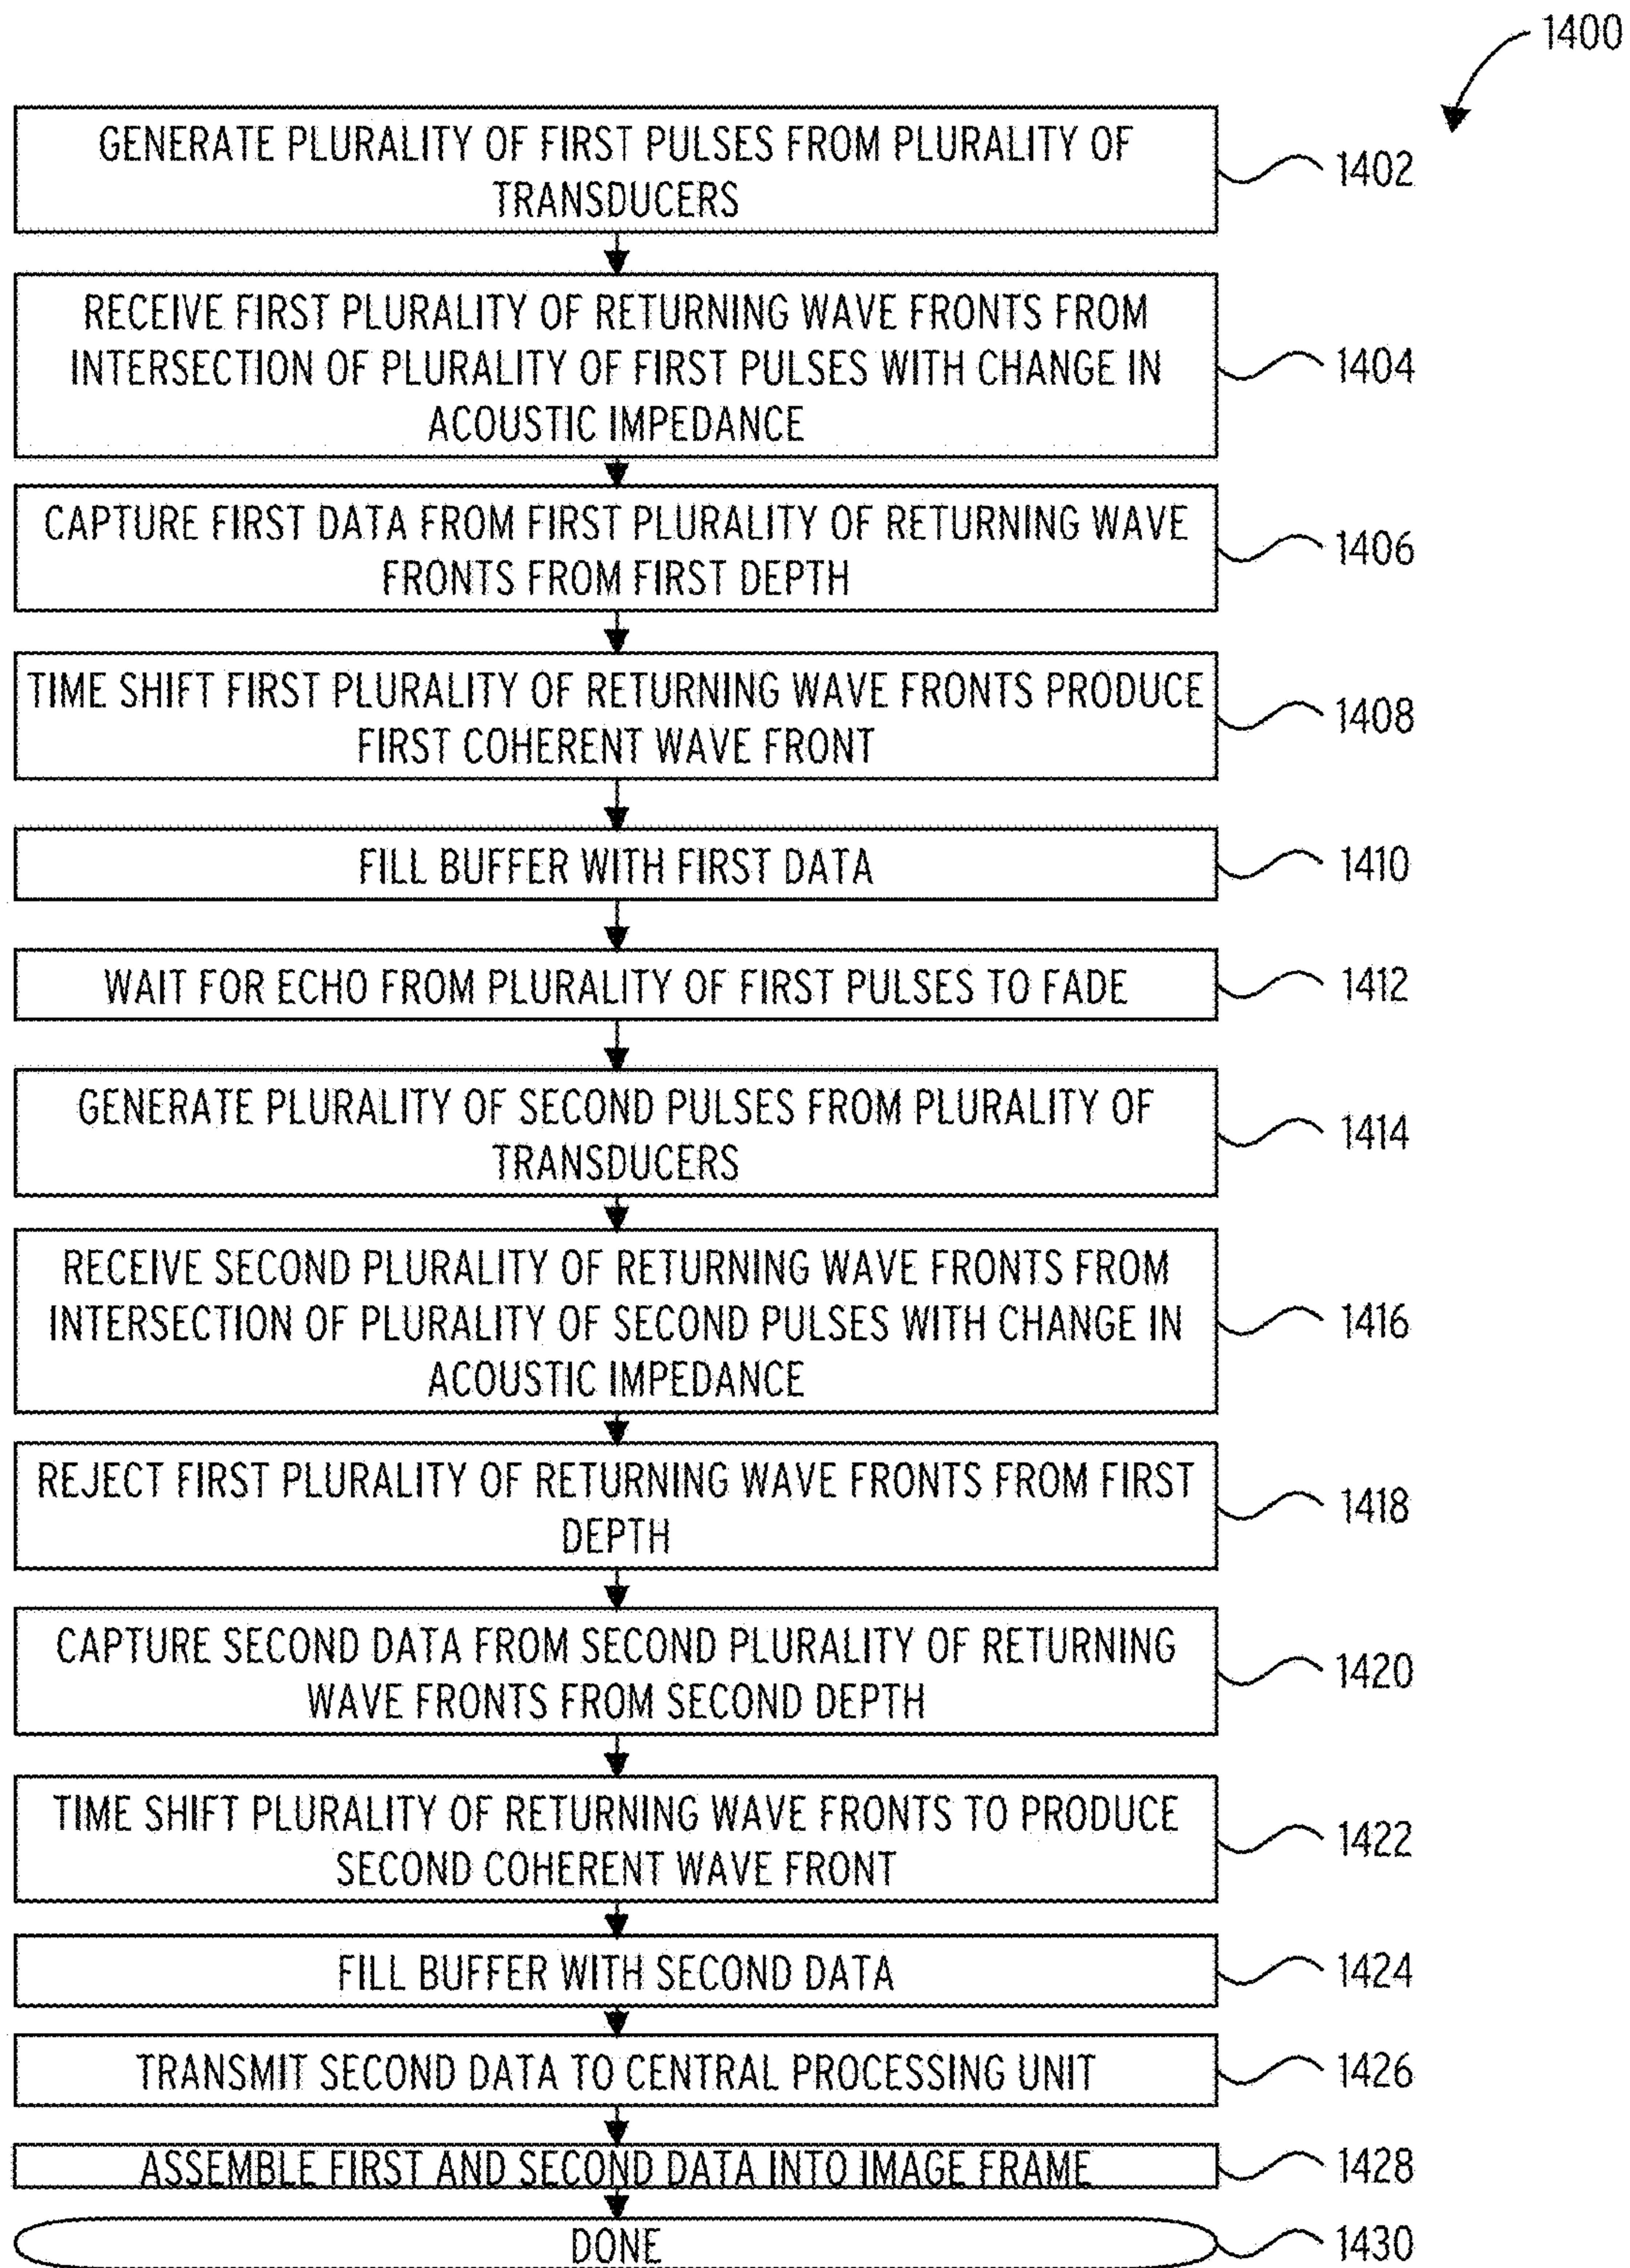 1400
GENERATE PLURALITY OF FIRST PULSES FROM PLURALITY OF
TRANSDUCERS
1402
RECEIVE FIRST PLURALITY OF RETURNING WAVE FRONTS FROM
INTERSECTION OF PLURALITY OF FIRST PULSES WITH CHANGE IN
ACOUSTIC IMPEDANCE
1404
CAPTURE FIRST DATA FROM FIRST PLURALITY OF RETURNING WAVE
FRONTS FROM FIRST DEPTH
1406
TIME SHIFT FIRST PLURALITY OF RETURNING WAVE FRONTS PRODUCE
FIRST COHERENT WAVE FRONT
1408
FILL BUFFER WITH FIRST DATA
1410
WAIT FOR ECHO FROM PLURALITY OF FIRST PULSES TO FADE
1412
GENERATE PLURALITY OF SECOND PULSES FROM PLURALITY OF
TRANSDUCERS
1414
RECEIVE SECOND PLURALITY OF RETURNING WAVE FRONTS FROM
INTERSECTION OF PLURALITY OF SECOND PULSES WITH CHANGE IN
ACOUSTIC IMPEDANCE
1416
REJECT FIRST PLURALITY OF RETURNING WAVE FRONTS FROM FIRST
DEPTH
1418
CAPTURE SECOND DATA FROM SECOND PLURALITY OF RETURNING
WAVE FRONTS FROM SECOND DEPTH
1420
TIME SHIFT PLURALITY OF RETURNING WAVE FRONTS TO PRODUCE
SECOND COHERENT WAVE FRONT
1422
FILL BUFFER WITH SECOND DATA
1424
TRANSMIT SECOND DATA TO CENTRAL PROCESSING UNIT
1426
ASSEMBLE FIRST AND SECOND DATA INTO IMAGE FRAME
1428
DONE
1430